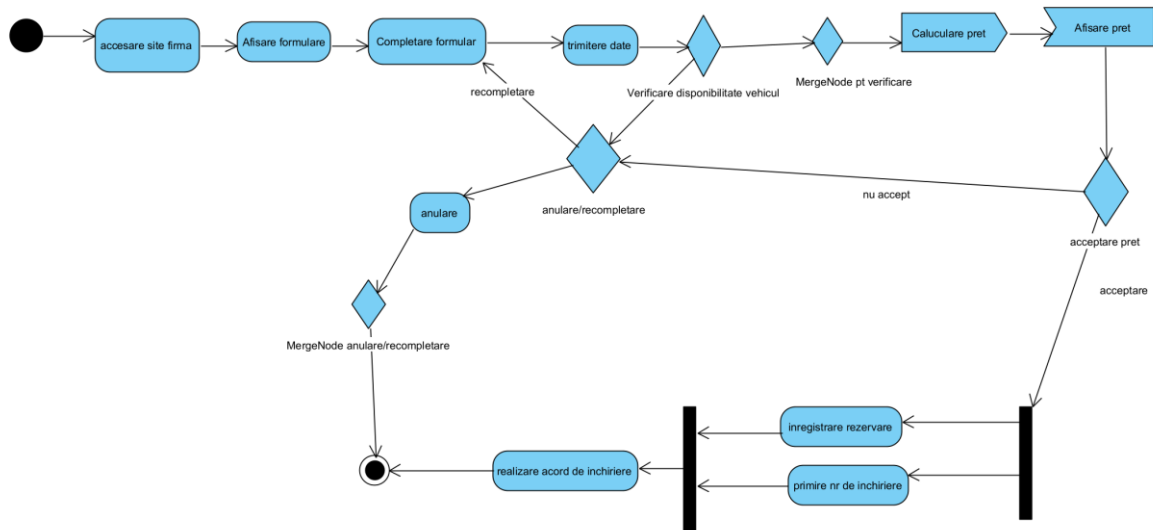 accesare site firma
Afisare formulare
Completare formular
trimitere date
Caluculare pret
Afisare pret
MergeNode pt verificare
recompletare
Verificare disponibilitate vehicul
nu accept
anulare
anulare/recompletare
acceptare pret
acceptare
MergeNode anulare/recompletare
inregistrare rezervare
realizare acord de inchiriere
primire nr de inchiriere